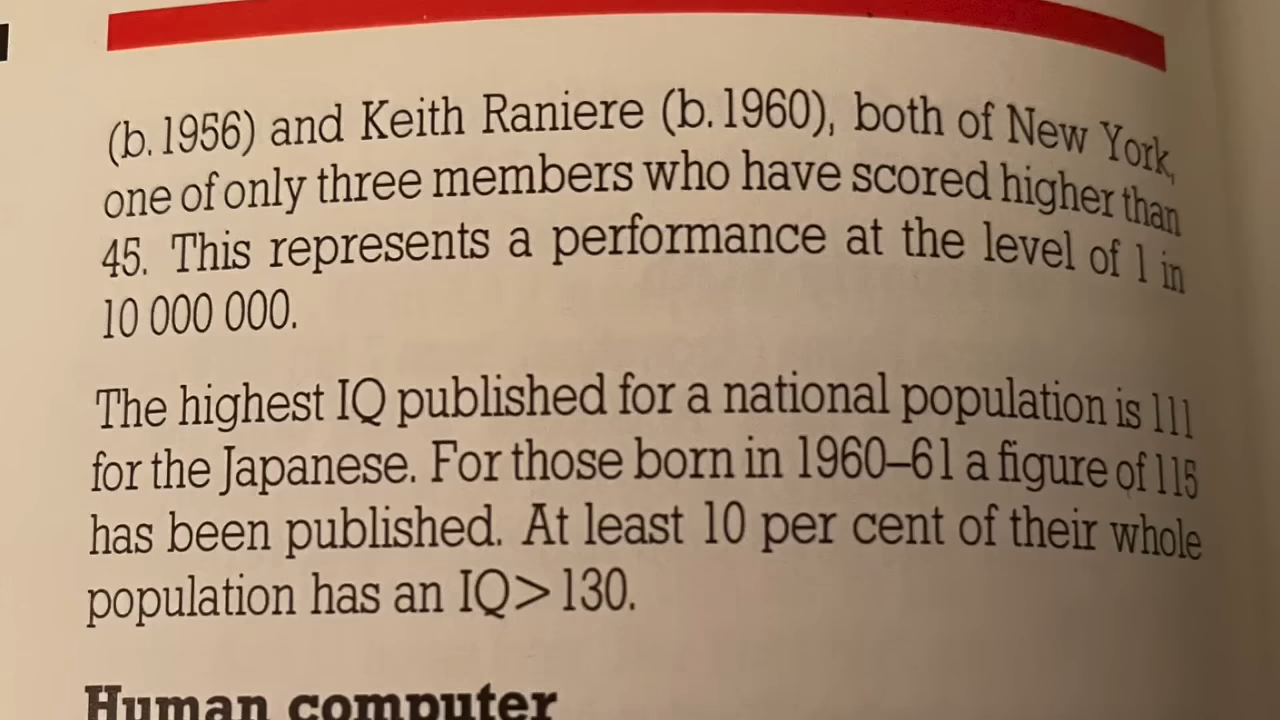 (b. 1956) and Keith Raniere (b. 1960), both of New York,
one of only three members who have scored higher than
45. This represents a performance at the level of 1 in
10 000 000.
The highest IQ published for a national population is 111
for the Japanese. For those born in 1960–61 a figure of 115
has been published. At least 10 per cent of their whole
population has an IQ>130.
Human computer